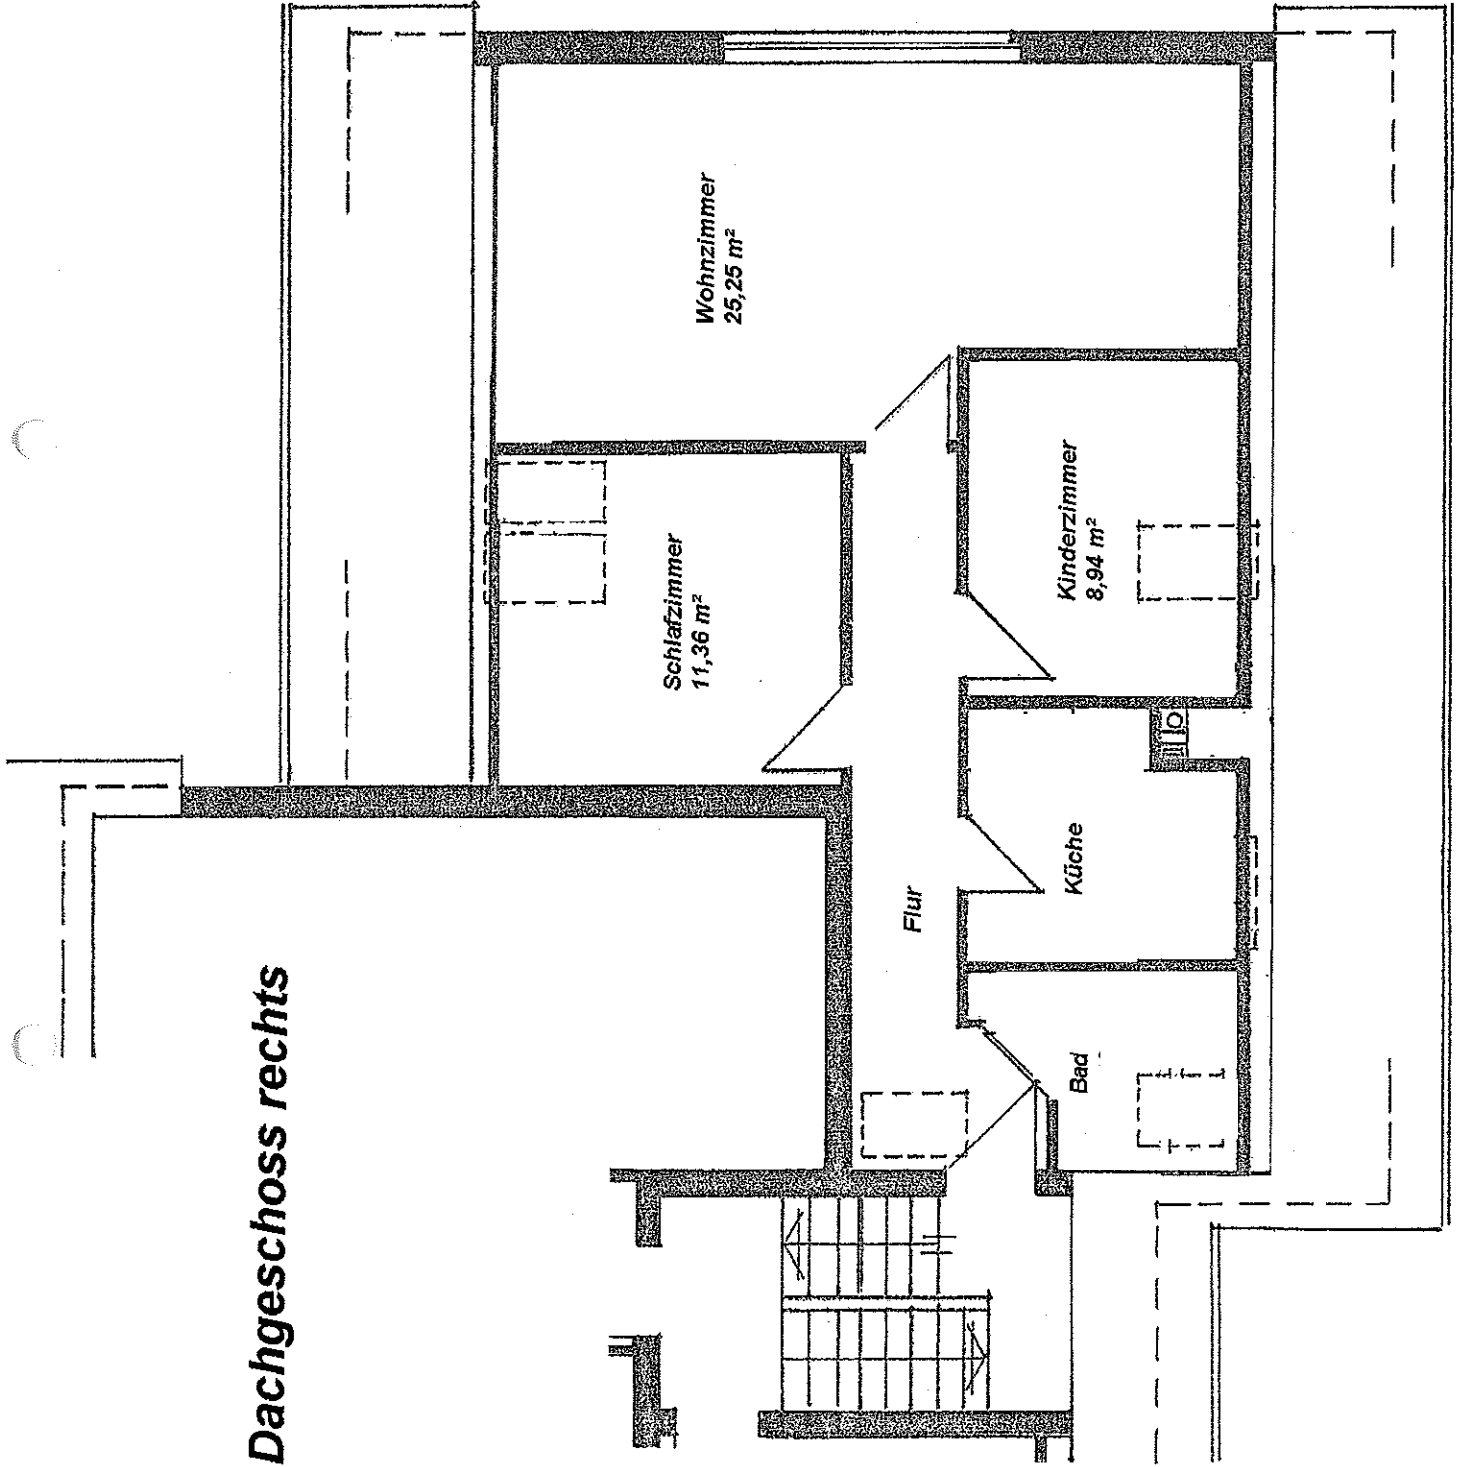 Dachgeschoss rechts
Schlafzimmer
11,36 m²
Wohnzimmer
25,25 m²
Flur
Bad
Küche
Kinderzimmer
8,94 m²